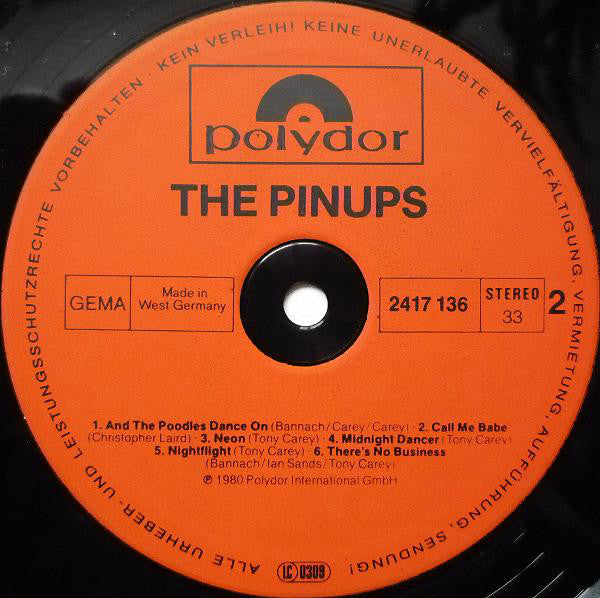 ALLE URHEBER- UND LEISTUNGSSCHUTZRECHTE VORBEHALTEN · KEIN VERLEIH! KEINE UNERLAUBTE VERVIELFÄLTIGUNG, VERMIETUNG, AUFFÜHRUNG, SENDUNG!
polydor
THE PINUPS
GEMA
Made in
West Germany
2417 136
STEREO
33
2
1. And The Poodles Dance On (Bannach/Carey/Carey) · 2. Call Me Babe
(Christopher Laird) · 3. Neon (Tony Carey) · 4. Midnight Dancer (Tony Carey)
5. Nightflight (Tony Carey) · 6. There's No Business
(Bannach/Ian Sands/Tony Carey)
℗ 1980 Polydor International GmbH
LC 0309